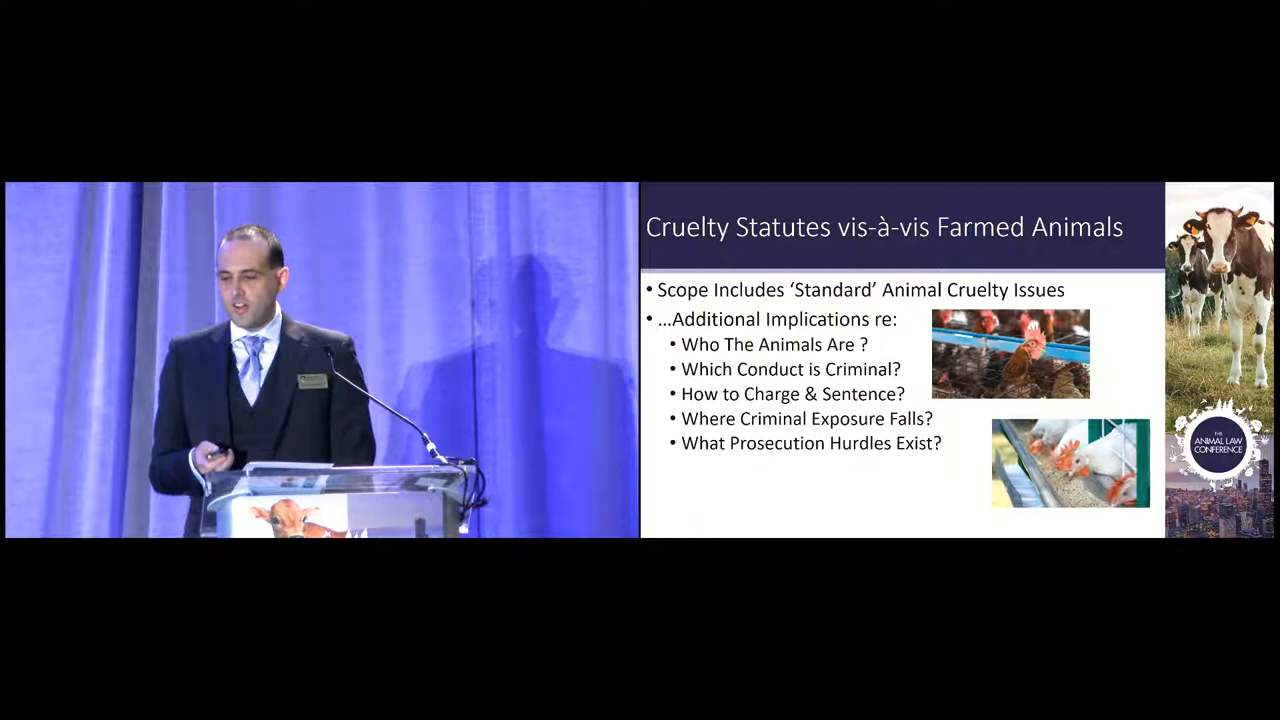 Cruelty Statutes vis-à-vis Farmed Animals
• Scope Includes ‘Standard’ Animal Cruelty Issues
• ...Additional Implications re:
• Who The Animals Are ?
• Which Conduct is Criminal?
• How to Charge & Sentence?
• Where Criminal Exposure Falls?
• What Prosecution Hurdles Exist?
THE
ANIMAL LAW
CONFERENCE